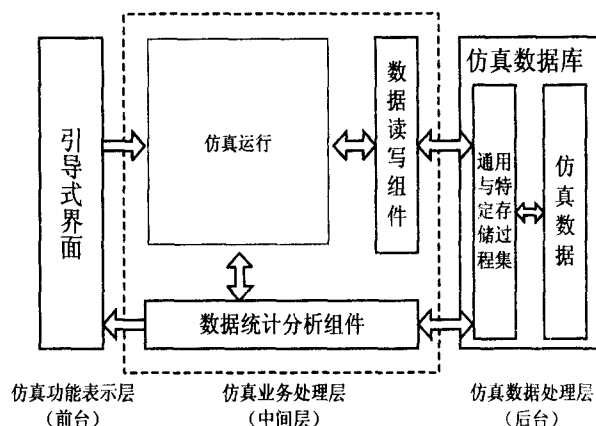 引导式界面
仿真运行
数据读写组件
数据统计分析组件
仿真数据库
通用
与特
定存
储过
程集
仿真数据
仿真功能表示层
（前台）
仿真业务处理层
（中间层）
仿真数据处理层
（后台）